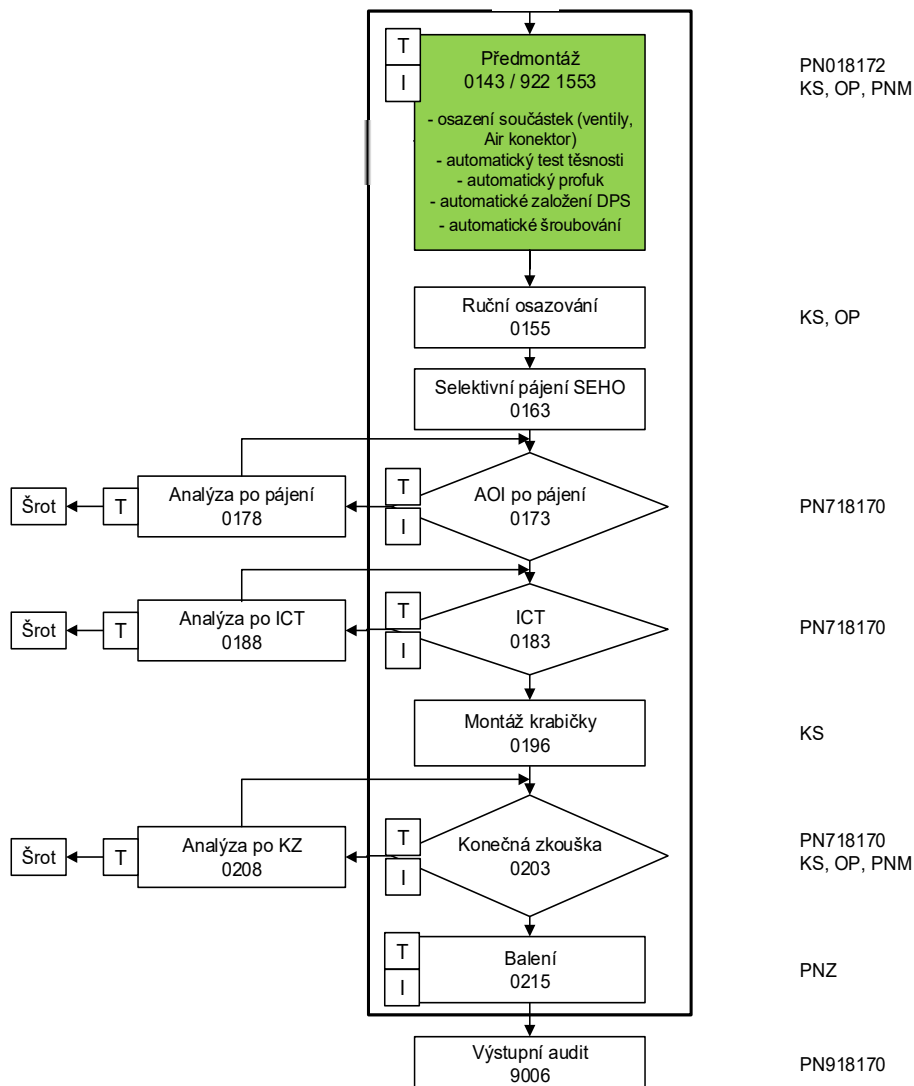 T
I
Předmontáž
0143 / 922 1553
- osazení součástek (ventily,
Air konektor)
- automatický test těsnosti
- automatický profuk
- automatické založení DPS
- automatické šroubování
PN018172
KS, OP, PNM
Ruční osazování
0155
KS, OP
Selektivní pájení SEHO
0163
Šrot
T
Analýza po pájení
0178
T
I
AOI po pájení
0173
PN718170
Šrot
T
Analýza po ICT
0188
T
I
ICT
0183
PN718170
Montáž krabičky
0196
KS
Šrot
T
Analýza po KZ
0208
T
I
Konečná zkouška
0203
PN718170
KS, OP, PNM
T
I
Balení
0215
PNZ
Výstupní audit
9006
PN918170